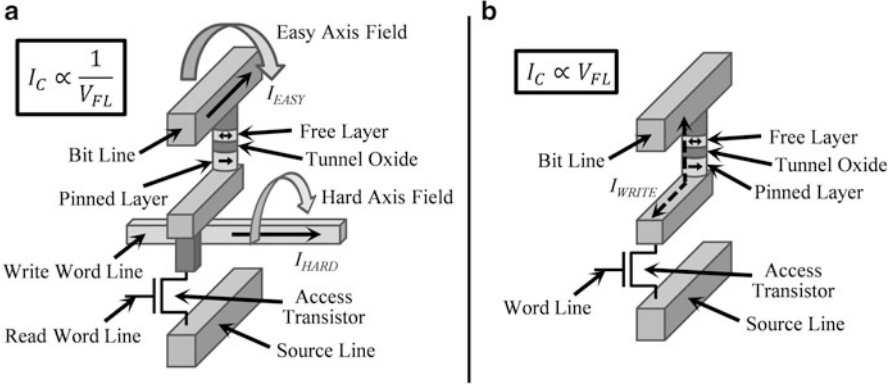 a
I_C ∝ 1/V_FL
Easy Axis Field
I_EASY
Free Layer
Tunnel Oxide
Bit Line
Pinned Layer
Hard Axis Field
Write Word Line
I_HARD
Access
Transistor
Read Word Line
Source Line
b
I_C ∝ V_FL
Free Layer
Bit Line
Tunnel Oxide
I_WRITE
Pinned Layer
Access
Transistor
Word Line
Source Line